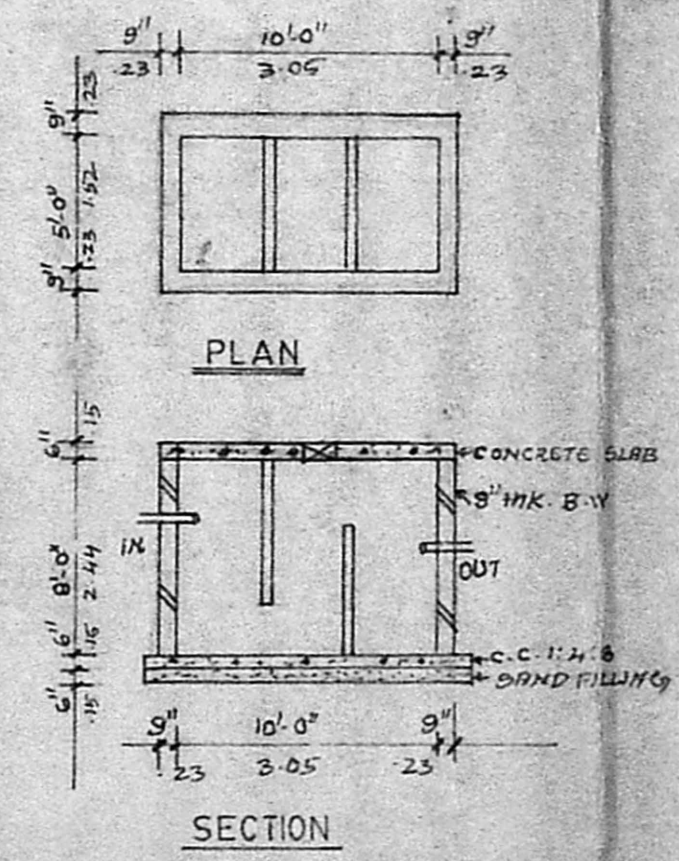 9" 10'-0" 9"
.23 3.05 .23
9" .23
5'-0" 1.52
9" .23
PLAN
6" .15
CONCRETE SLAB
9" THK. B.W
IN
OUT
8'-0" 2.44
6" .15
C.C 1:4:8
SAND FILLING
6" .15
9" 10'-0" 9"
.23 3.05 .23
SECTION